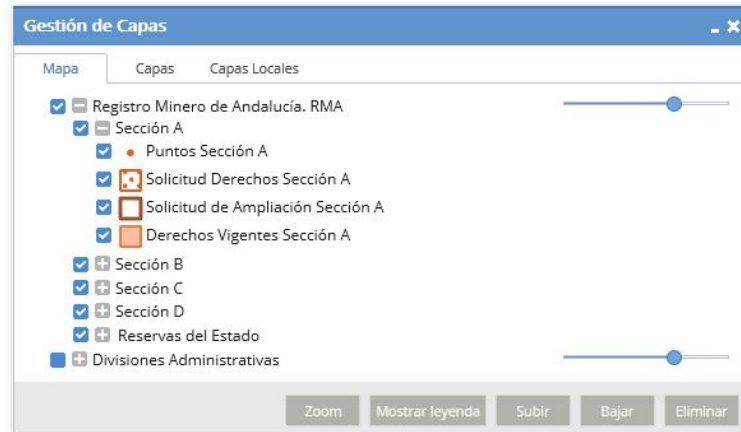 Gestión de Capas
Mapa Capas Capas Locales
Registro Minero de Andalucía. RMA
Sección A
Puntos Sección A
Solicitud Derechos Sección A
Solicitud de Ampliación Sección A
Derechos Vigentes Sección A
Sección B
Sección C
Sección D
Reservas del Estado
Divisiones Administrativas
Zoom Mostrar leyenda Subir Bajar Eliminar